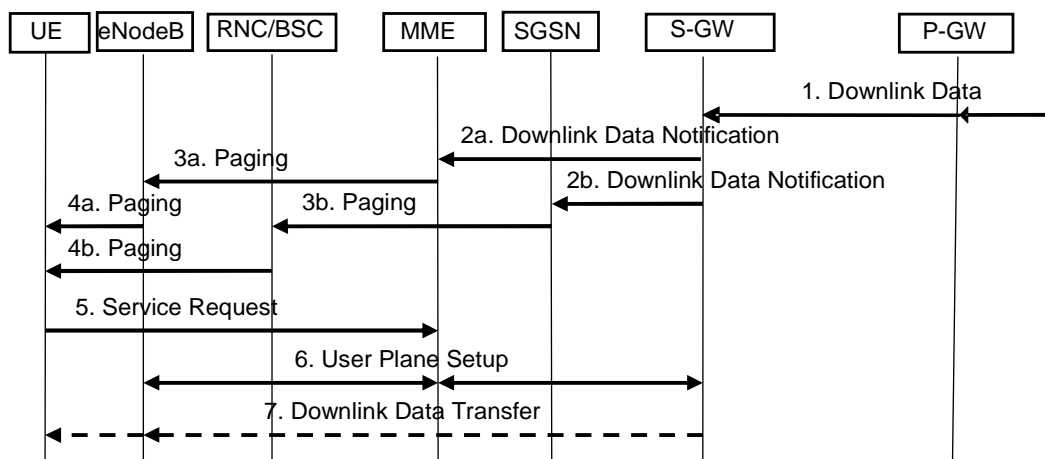 UE
eNodeB
RNC/BSC
MME
SGSN
S-GW
P-GW
1. Downlink Data
2a. Downlink Data Notification
3a. Paging
2b. Downlink Data Notification
4a. Paging
3b. Paging
4b. Paging
5. Service Request
6. User Plane Setup
7. Downlink Data Transfer